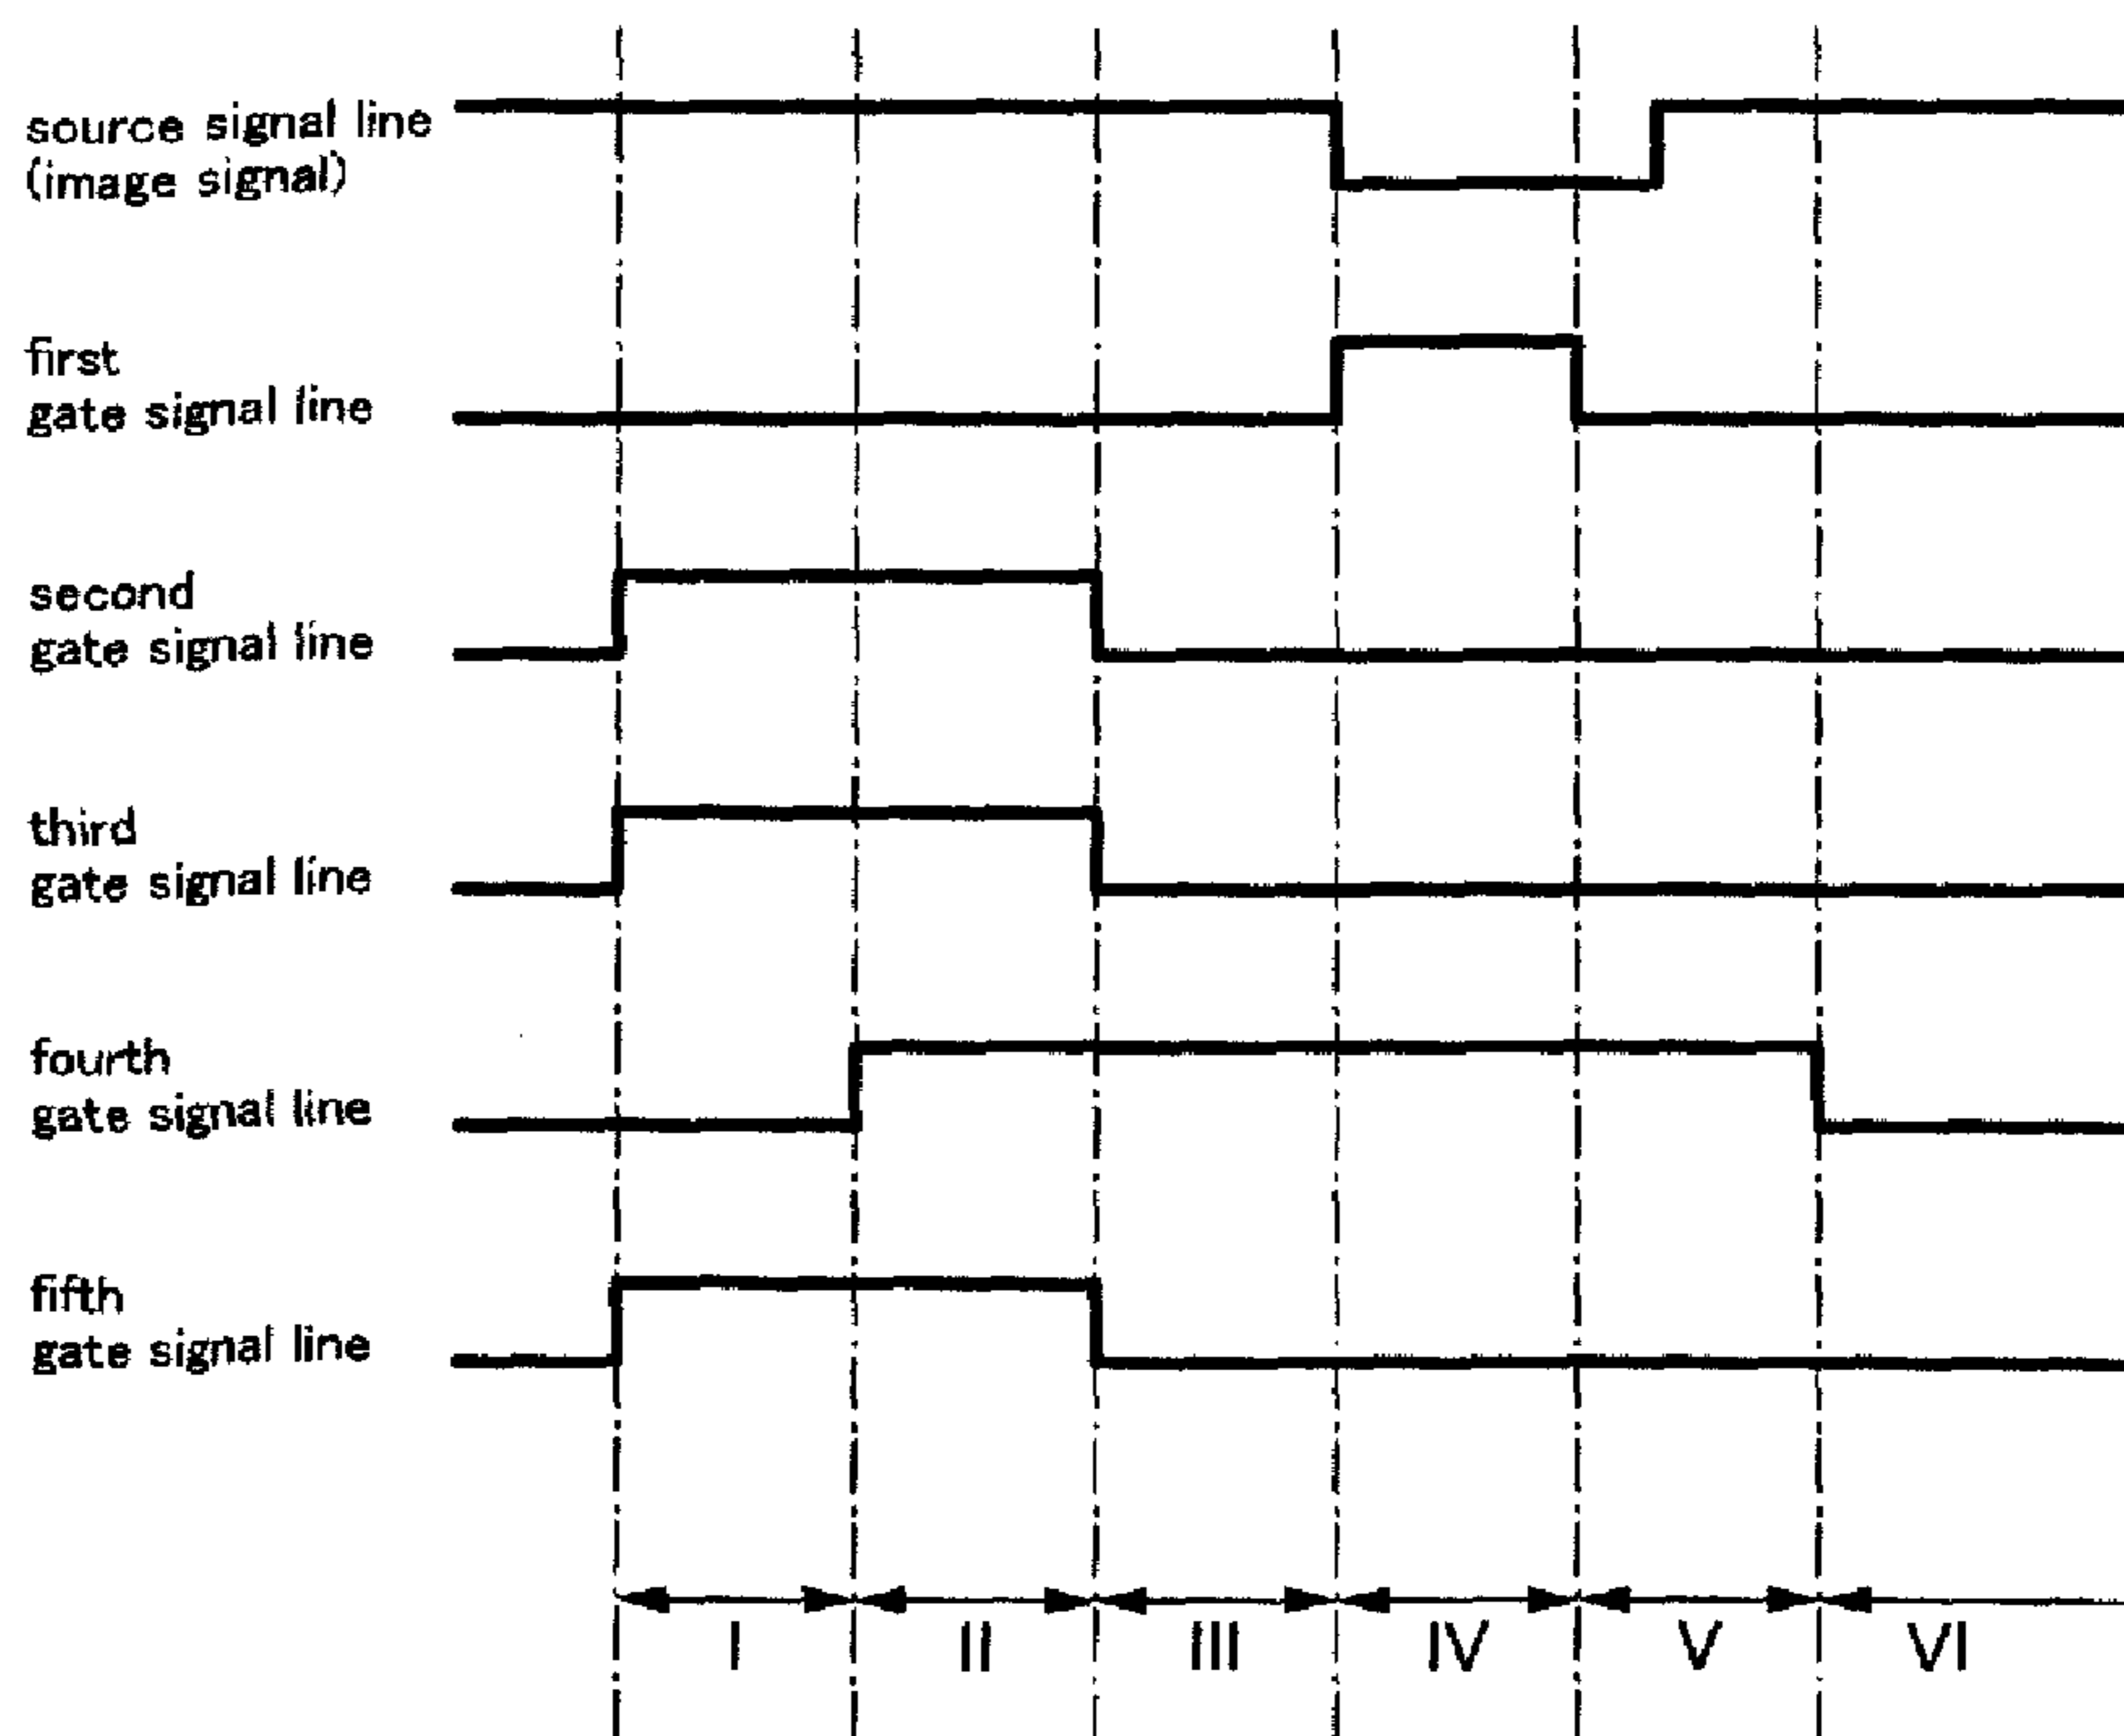 source signal line
(image signal)
first
gate signal line
second
gate signal line
third
gate signal line
fourth
gate signal line
fifth
gate signal line
I II III IV V VI